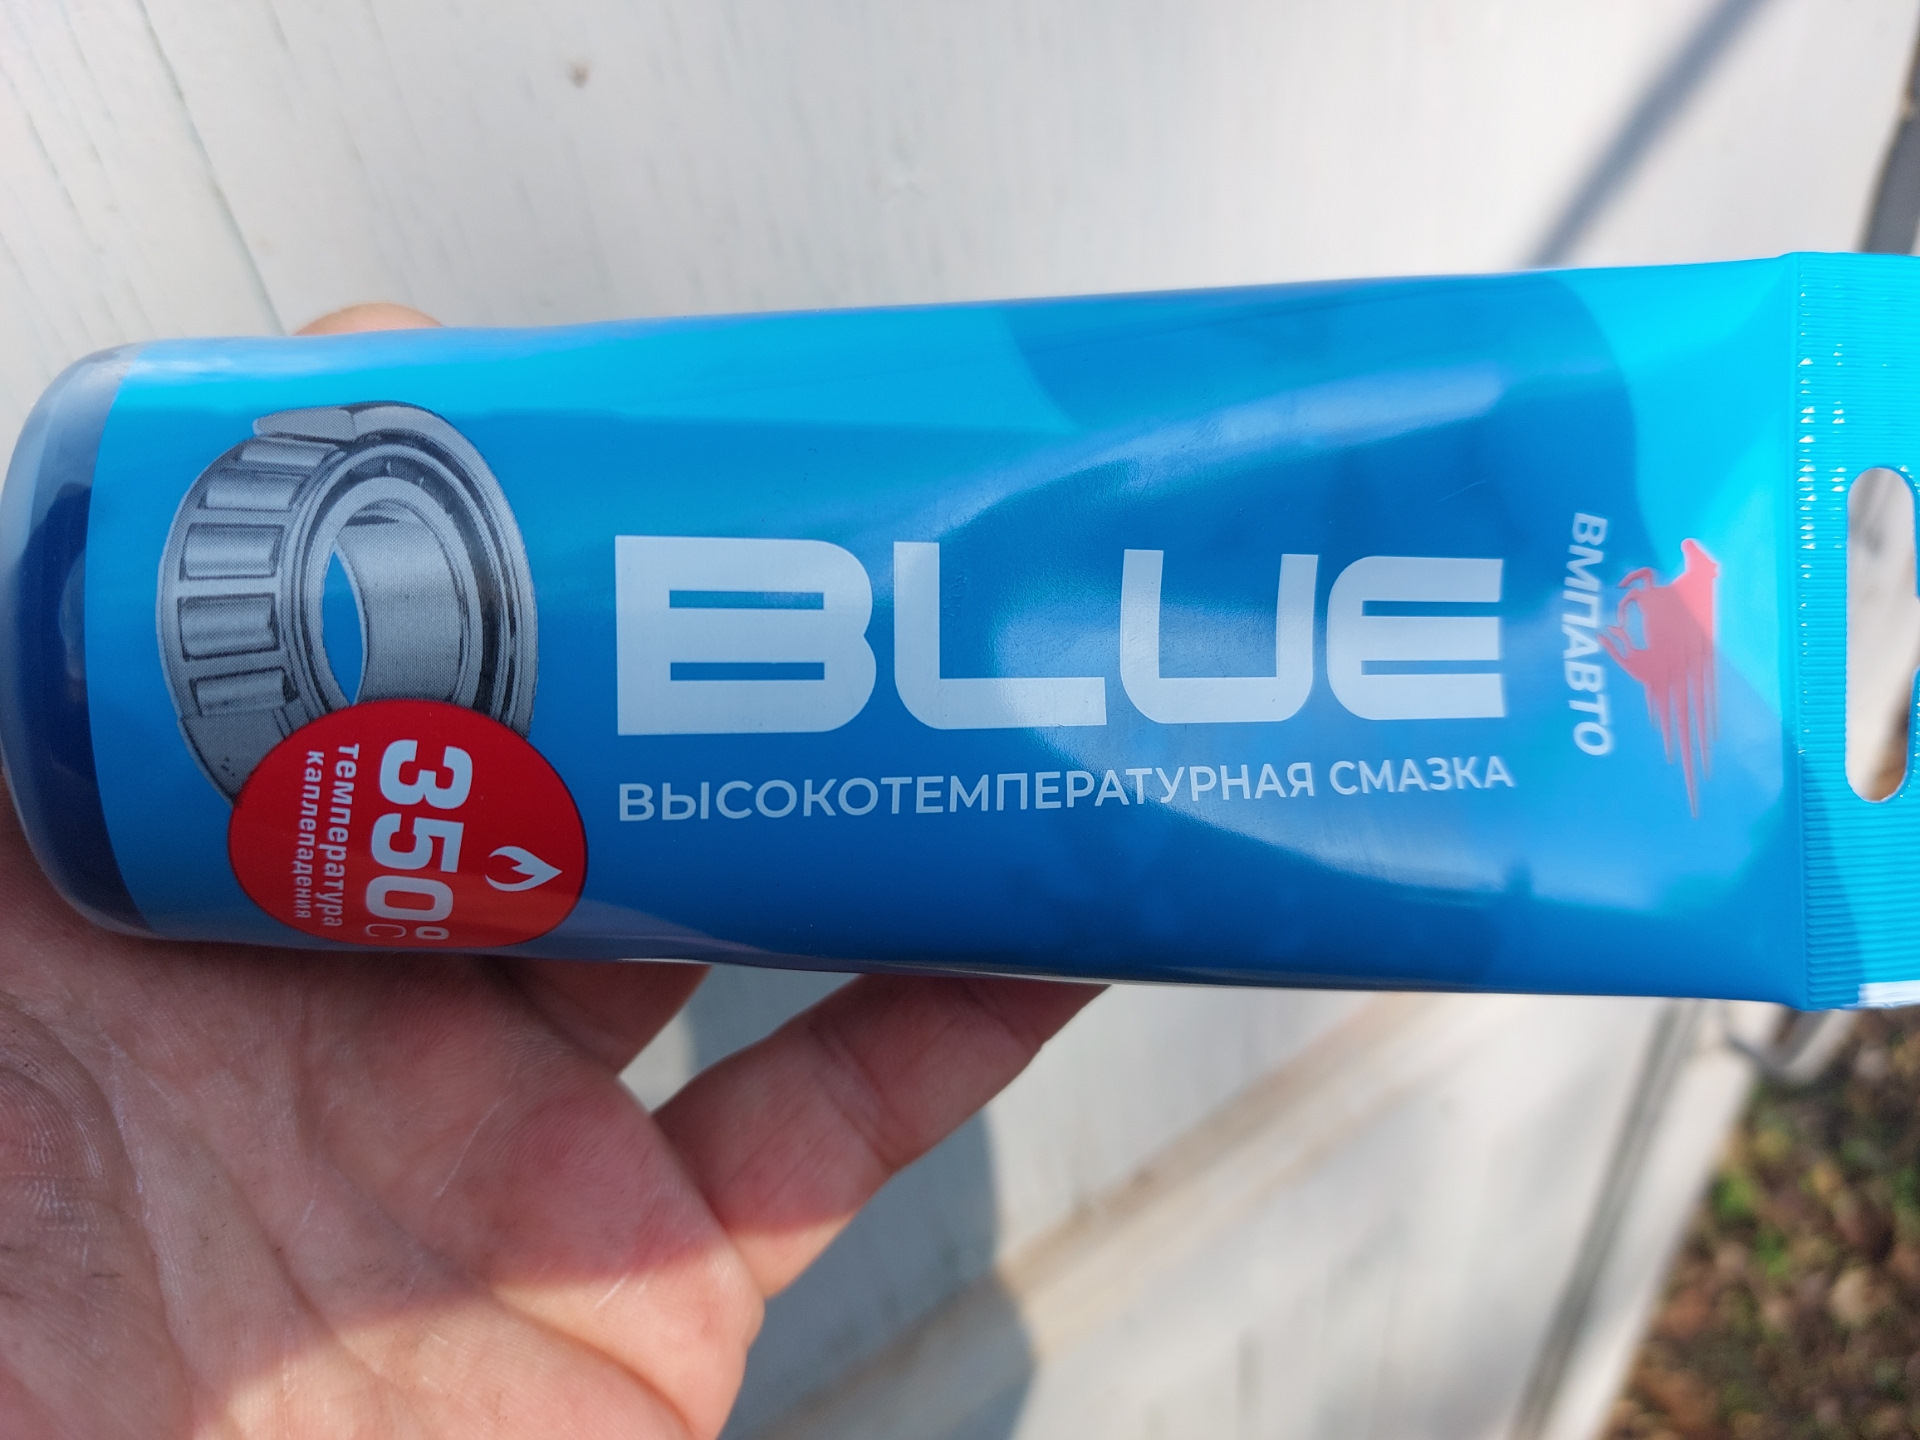 BLUE
ВЫСОКОТЕМПЕРАТУРНАЯ СМАЗКА
ВМПАВТО
350°C
температура
каплепадения